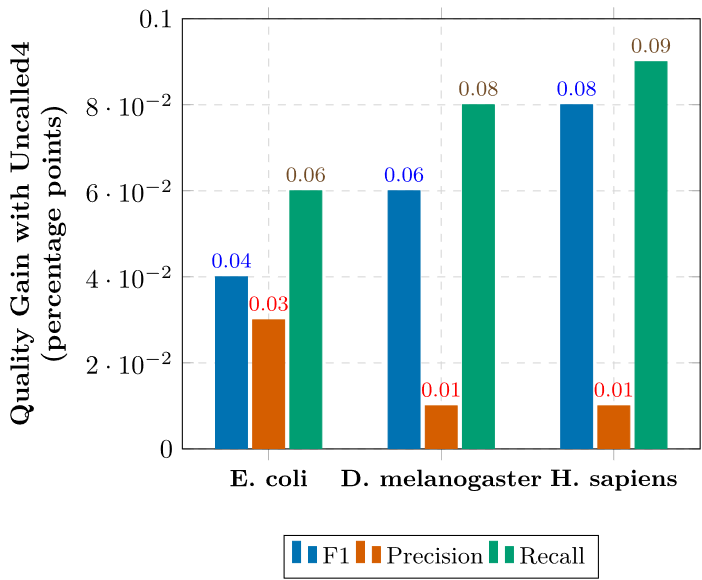 Quality Gain with Uncalled4
(percentage points)
0.1
8 · 10⁻²
6 · 10⁻²
4 · 10⁻²
2 · 10⁻²
0
0.04
0.03
0.06
0.06
0.01
0.08
0.08
0.01
0.09
E. coli
D. melanogaster
H. sapiens
F1
Precision
Recall